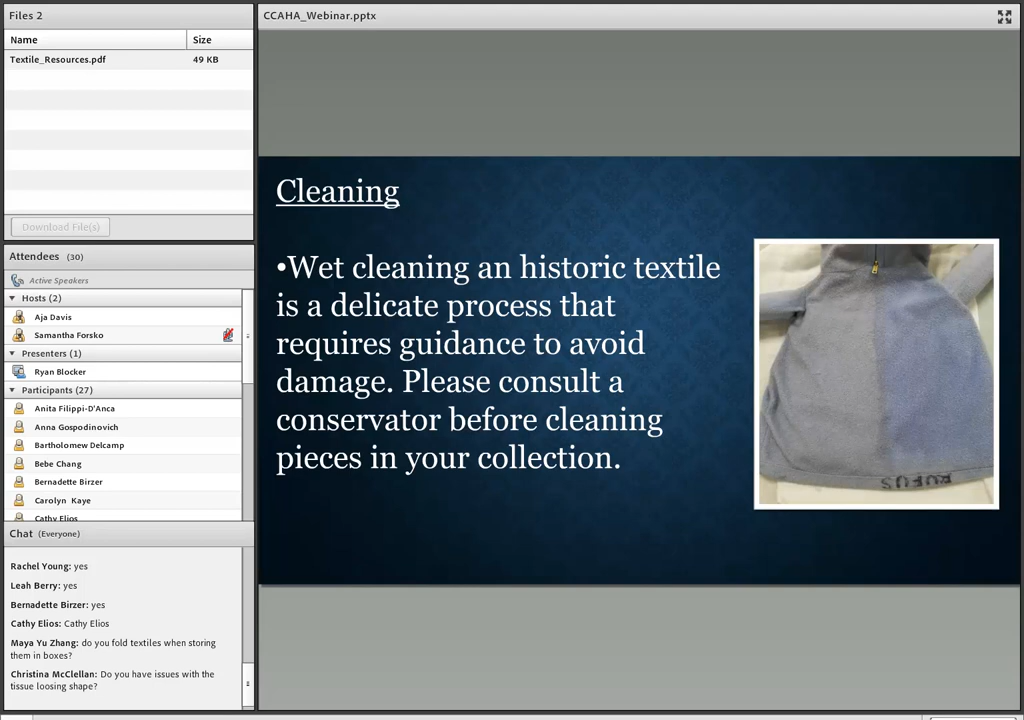 Files 2
Name Size
Textile_Resources.pdf 49 KB
Download File(s)
Attendees (30)
Active Speakers
Hosts (2)
Aja Davis
Samantha Forsko
Presenters (1)
Ryan Blocker
Participants (27)
Anita Filippi-D'Anca
Anna Gospodinovich
Bartholomew Delcamp
Bebe Chang
Bernadette Birzer
Carolyn Kaye
Cathy Elios
Chat (Everyone)
Rachel Young: yes
Leah Berry: yes
Bernadette Birzer: yes
Cathy Elios: Cathy Elios
Maya Yu Zhang: do you fold textiles when storing
them in boxes?
Christina McClellan: Do you have issues with the
tissue loosing shape?
CCAHA_Webinar.pptx
Cleaning
•Wet cleaning an historic textile
is a delicate process that
requires guidance to avoid
damage. Please consult a
conservator before cleaning
pieces in your collection.
RUFUS